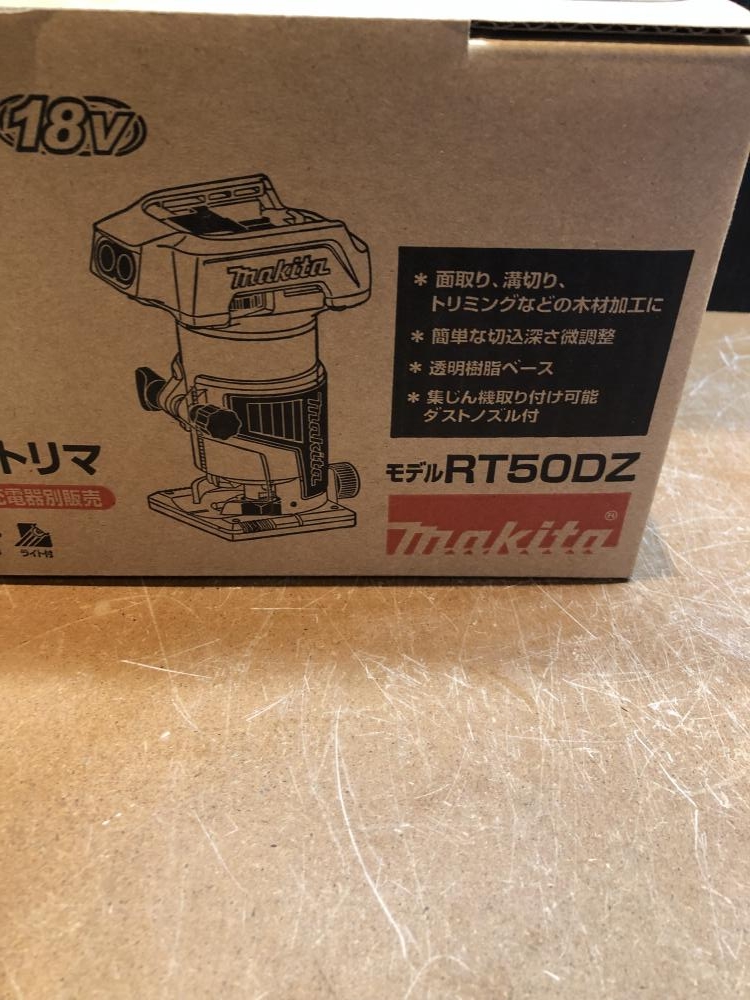 18V
makita
makita
* 面取り、溝切り、
トリミングなどの木材加工に
* 簡単な切込深さ微調整
* 透明樹脂ベース
* 集じん機取り付け可能
ダストノズル付
トリマ
充電器別販売
ライト付
モデルRT50DZ
makita®